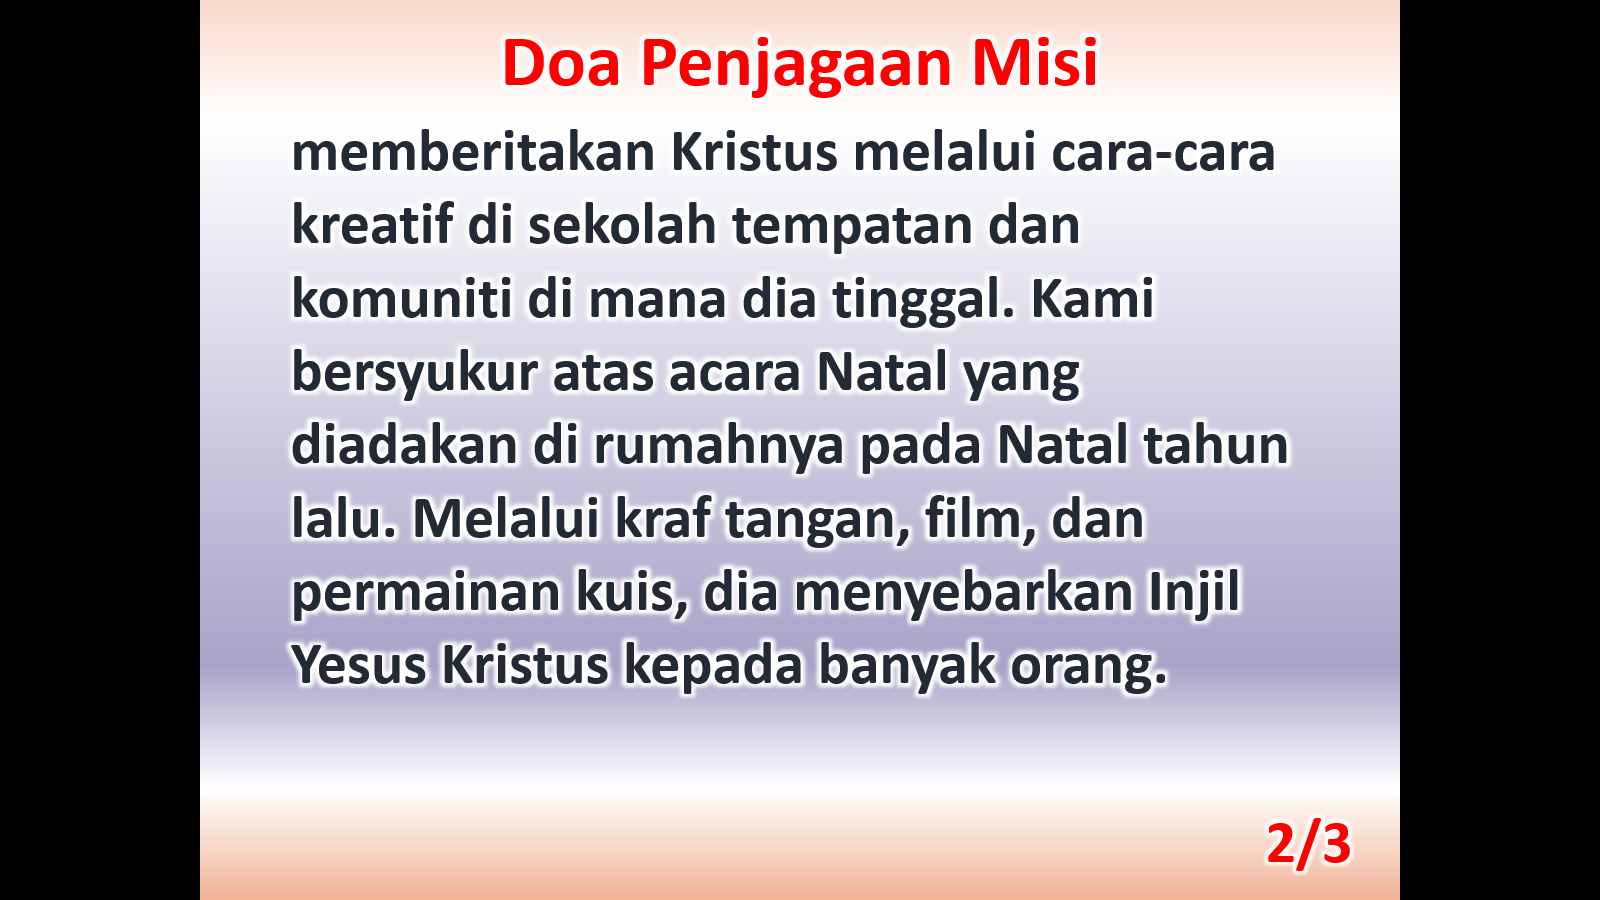 Doa Penjagaan Misi
memberitakan Kristus melalui cara-cara
kreatif di sekolah tempatan dan
komuniti di mana dia tinggal. Kami
bersyukur atas acara Natal yang
diadakan di rumahnya pada Natal tahun
lalu. Melalui kraf tangan, film, dan
permainan kuis, dia menyebarkan Injil
Yesus Kristus kepada banyak orang.
2/3